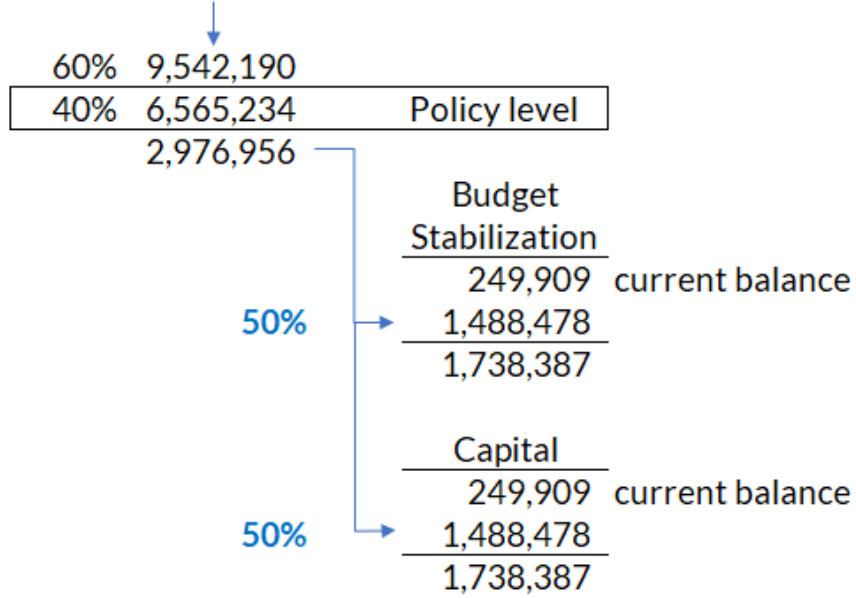 60% 9,542,190
40% 6,565,234 Policy level
2,976,956
Budget
Stabilization
249,909 current balance
50% 1,488,478
1,738,387
Capital
249,909 current balance
50% 1,488,478
1,738,387